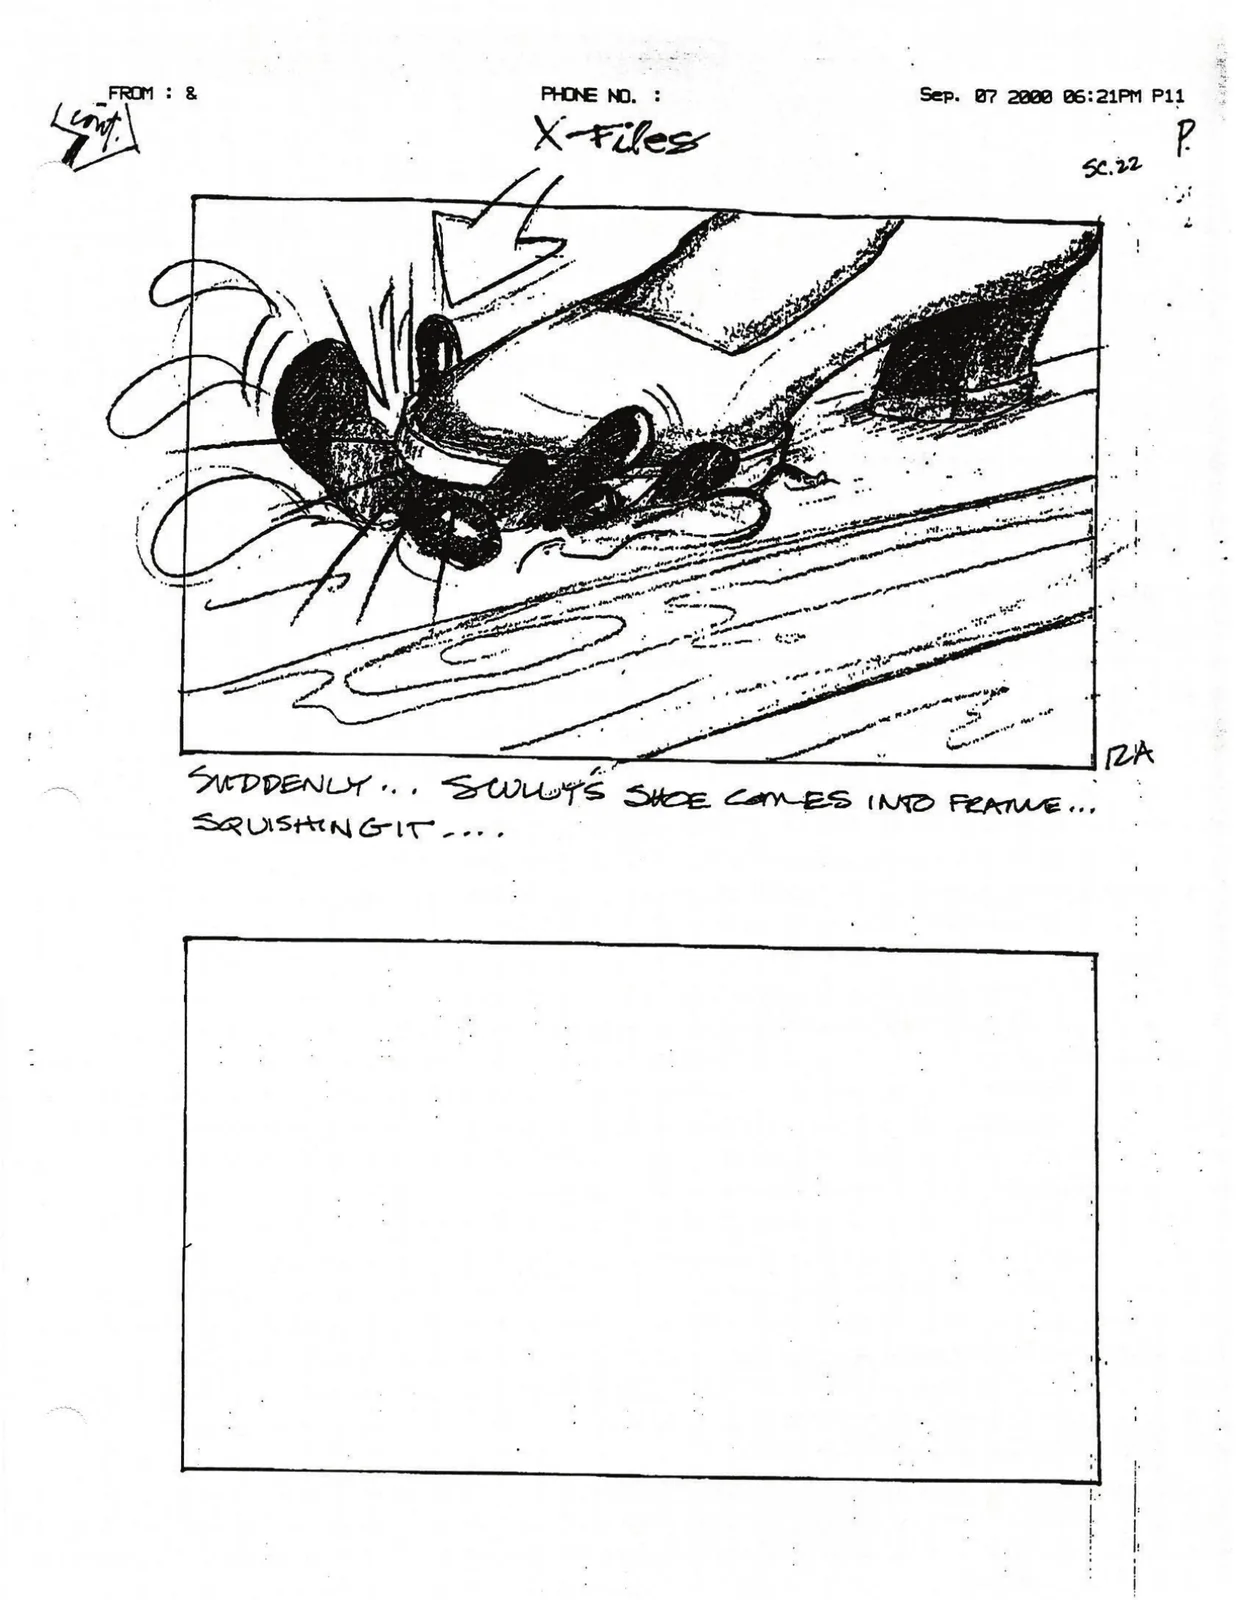 FROM : &
PHONE NO. :
Sep. 07 2000 06:21PM P11
cont.
X-Files
P.
SC.22
12A
SUDDENLY... SCULLY'S SHOE COMES INTO FRAME...
SQUISHING IT....